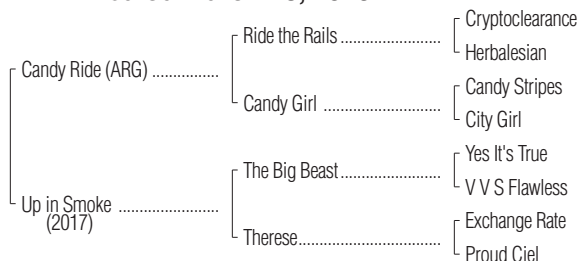 Cryptoclearance
Ride the Rails
Herbalesian
Candy Ride (ARG)
Candy Stripes
Candy Girl
City Girl
Yes It's True
The Big Beast
V V S Flawless
Up in Smoke
(2017)
Exchange Rate
Therese
Proud Ciel